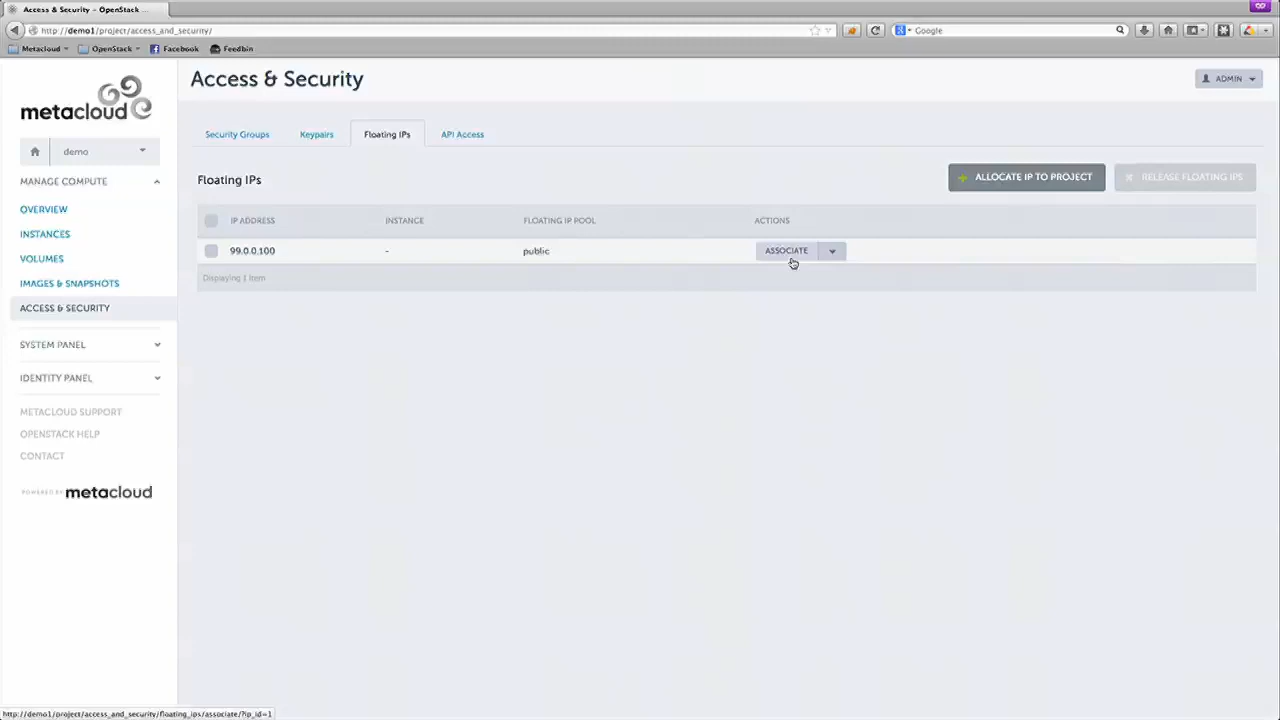 Access & Security – OpenStack ...
http://demo1/project/access_and_security/
Google
Metacloud
OpenStack
Facebook
Feedbin
metacloud
Access & Security
ADMIN
demo
Security Groups
Keypairs
Floating IPs
API Access
MANAGE COMPUTE
Floating IPs
ALLOCATE IP TO PROJECT
RELEASE FLOATING IPS
OVERVIEW
INSTANCES
VOLUMES
IMAGES & SNAPSHOTS
ACCESS & SECURITY
IP ADDRESS INSTANCE FLOATING IP POOL ACTIONS
99.0.0.100 - public ASSOCIATE
Displaying 1 item
SYSTEM PANEL
IDENTITY PANEL
METACLOUD SUPPORT
OPENSTACK HELP
CONTACT
POWERED BY metacloud
http://demo1/project/access_and_security/floating_ips/associate/?ip_id=1